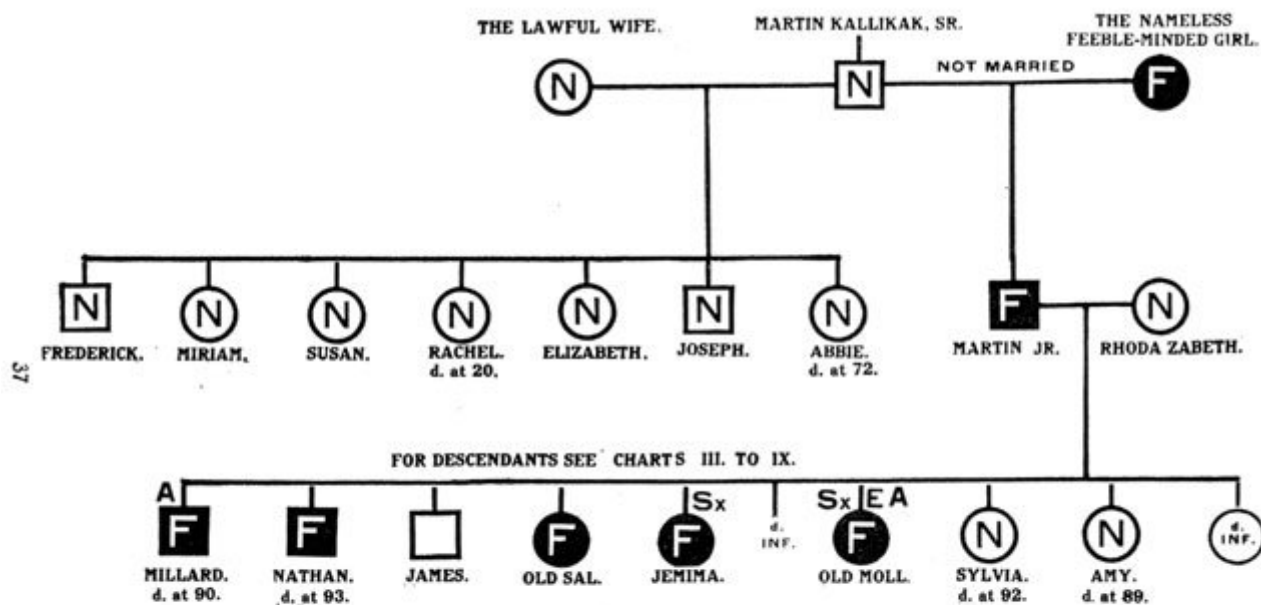 THE LAWFUL WIFE.
MARTIN KALLIKAK, SR.
THE NAMELESS
FEEBLE-MINDED GIRL.
NOT MARRIED
N
N
F
N
N
N
N
N
N
N
F
N
FREDERICK.
MIRIAM.
SUSAN.
RACHEL.
d. at 20.
ELIZABETH.
JOSEPH.
ABBIE.
d. at 72.
MARTIN JR.
RHODA ZABETH.
37
FOR DESCENDANTS SEE CHARTS III. TO IX.
A
Sx
Sx E A
F
F
F
F
d.
INF.
F
N
N
d.
INF.
MILLARD.
d. at 90.
NATHAN.
d. at 93.
JAMES.
OLD SAL.
JEMIMA.
OLD MOLL.
SYLVIA.
d. at 92.
AMY.
d. at 89.